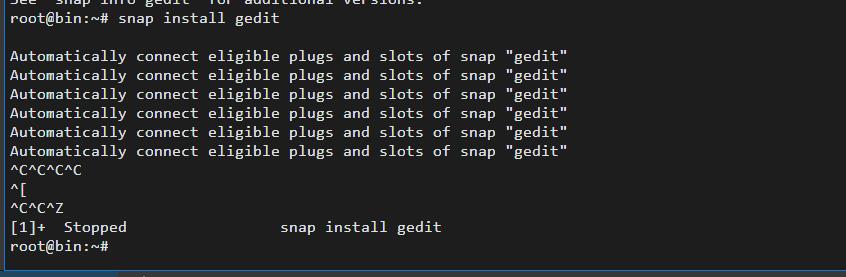 See "snap info gedit" for additional versions.
root@bin:~# snap install gedit
Automatically connect eligible plugs and slots of snap "gedit"
Automatically connect eligible plugs and slots of snap "gedit"
Automatically connect eligible plugs and slots of snap "gedit"
Automatically connect eligible plugs and slots of snap "gedit"
Automatically connect eligible plugs and slots of snap "gedit"
Automatically connect eligible plugs and slots of snap "gedit"
^C^C^C^C
^[
^C^C^Z
[1]+  Stopped                 snap install gedit
root@bin:~#